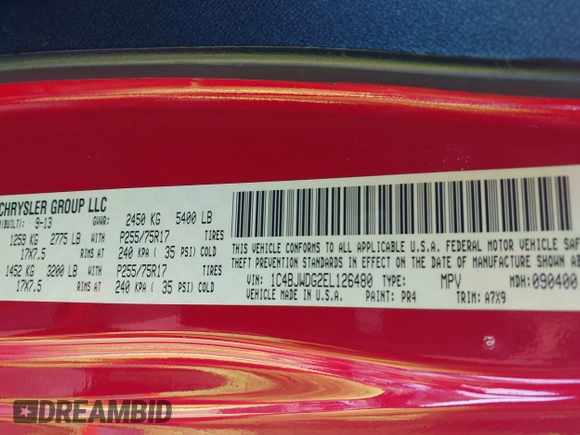 CHRYSLER GROUP LLC
(BUILT): 9-13 GVWR: 2450 KG 5400 LB
1259 KG 2775 LB WITH P255/75R17 TIRES
17X7.5 RIMS AT 240 KPA ( 35 PSI) COLD
1452 KG 3200 LB WITH P255/75R17 TIRES
17X7.5 RIMS AT 240 KPA ( 35 PSI) COLD
THIS VEHICLE CONFORMS TO ALL APPLICABLE U.S.A. FEDERAL MOTOR VEHICLE SAF
THEFT PREVENTION STANDARDS IN EFFECT ON THE DATE OF MANUFACTURE SHOWN AB
VIN: 1C4BJWDG2EL126480 TYPE: MPV MDH: 090400
VEHICLE MADE IN U.S.A. PAINT: PR4 TRIM: A7X9
DREAMBID